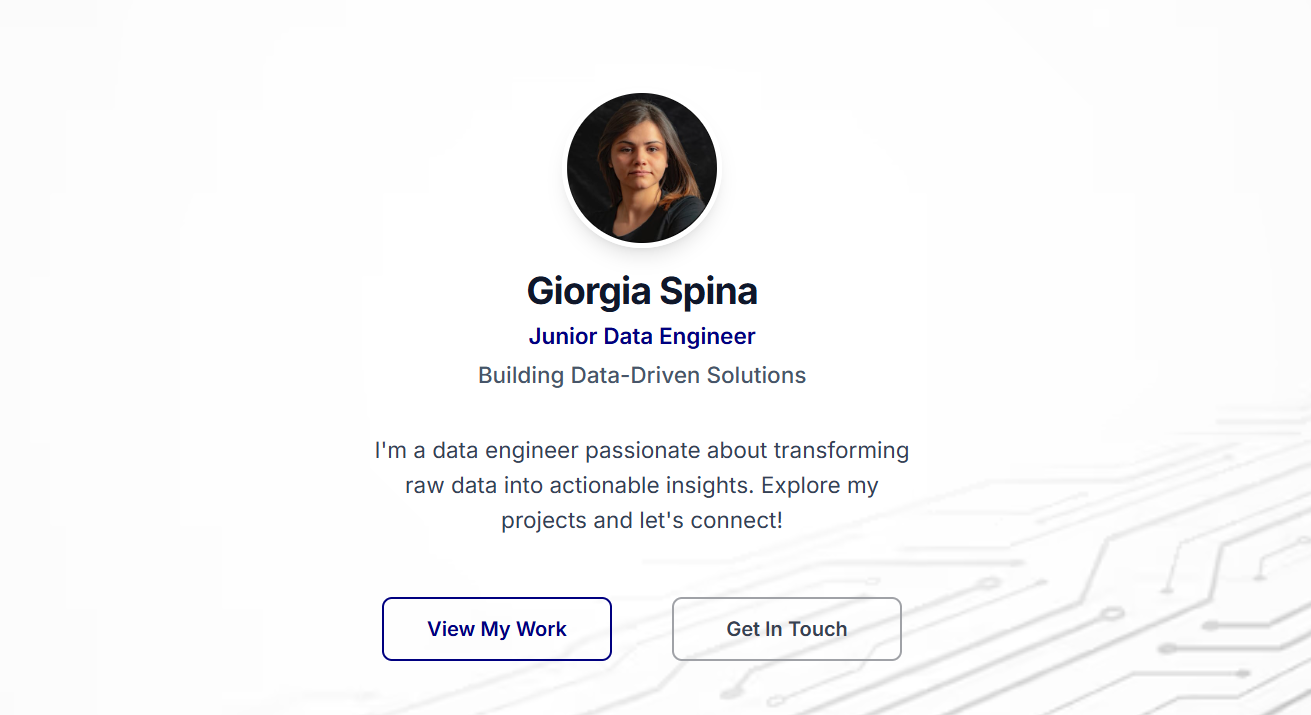 Giorgia Spina
Junior Data Engineer
Building Data-Driven Solutions
I'm a data engineer passionate about transforming
raw data into actionable insights. Explore my
projects and let's connect!
View My Work
Get In Touch